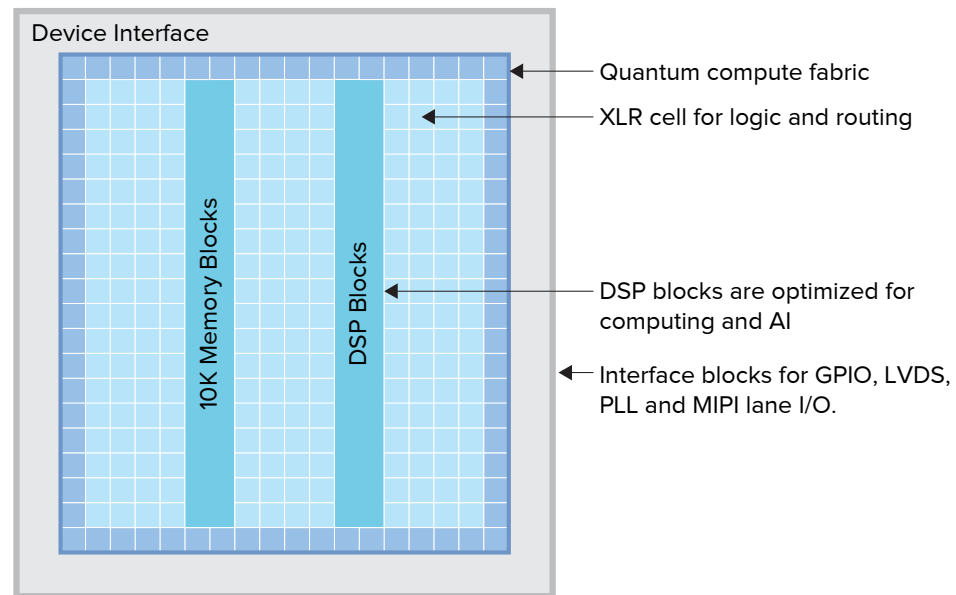 Device Interface
Quantum compute fabric
XLR cell for logic and routing
10K Memory Blocks
DSP Blocks
DSP blocks are optimized for
computing and AI
Interface blocks for GPIO, LVDS,
PLL and MIPI lane I/O.